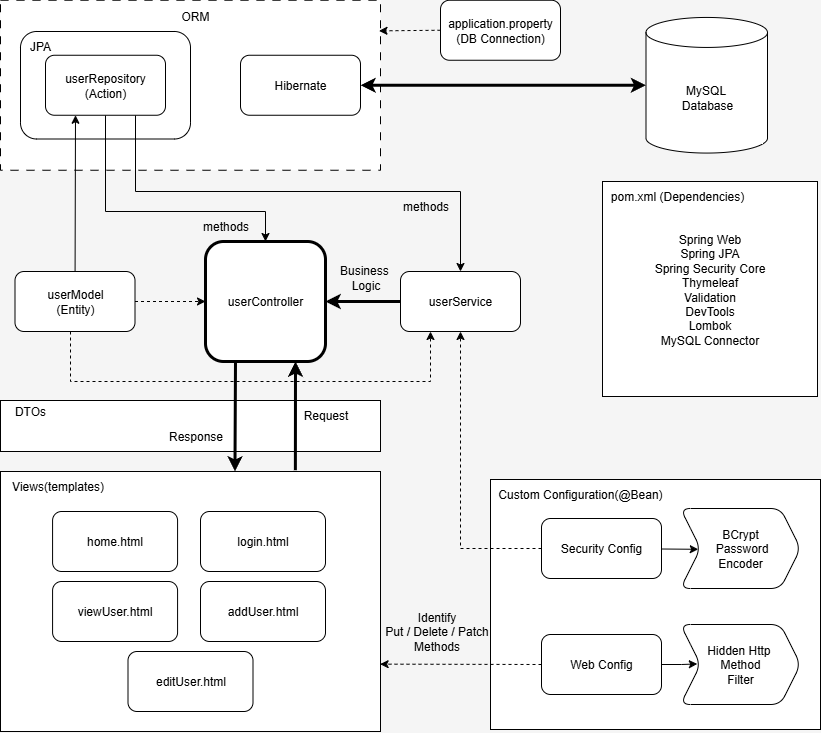 ORM
application.property
(DB Connection)
JPA
userRepository
(Action)
Hibernate
MySQL
Database
pom.xml (Dependencies)
Spring Web
Spring JPA
Spring Security Core
Thymeleaf
Validation
DevTools
Lombok
MySQL Connector
methods
methods
userModel
(Entity)
userController
Business
Logic
userService
DTOs
Response
Request
Views(templates)
home.html
login.html
viewUser.html
addUser.html
editUser.html
Identify
Put / Delete / Patch
Methods
Custom Configuration(@Bean)
Security Config
BCrypt
Password
Encoder
Web Config
Hidden Http
Method
Filter